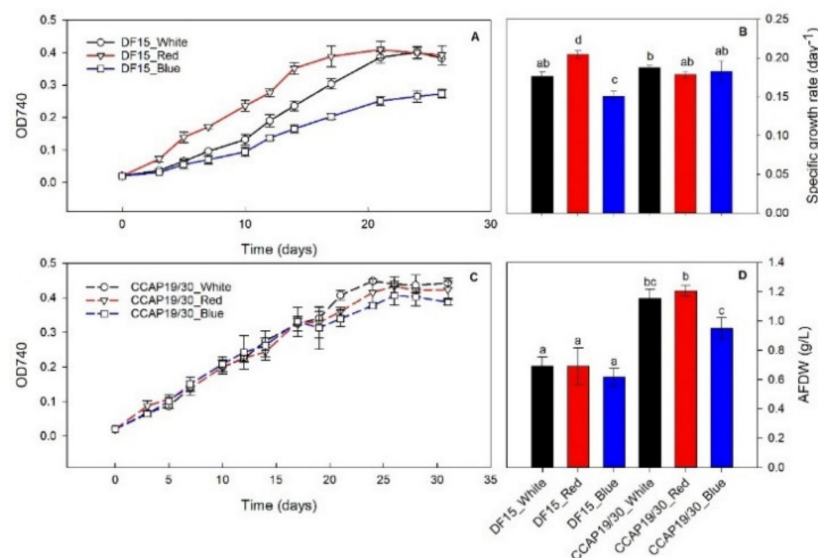 A
DF15_White
DF15_Red
DF15_Blue
OD740
0.5
0.4
0.3
0.2
0.1
0.0
0
10
20
30
Time (days)
B
ab
d
c
b
ab
ab
0.25
0.20
0.15
0.10
0.05
0.00
Specific growth rate (day⁻¹)
C
CCAP19/30_White
CCAP19/30_Red
CCAP19/30_Blue
OD740
0.5
0.4
0.3
0.2
0.1
0.0
0
5
10
15
20
25
30
35
Time (days)
D
a
a
a
bc
b
c
1.4
1.2
1.0
0.8
0.6
0.4
0.2
0.0
AFDW (g/L)
DF15_White
DF15_Red
DF15_Blue
CCAP19/30_White
CCAP19/30_Red
CCAP19/30_Blue